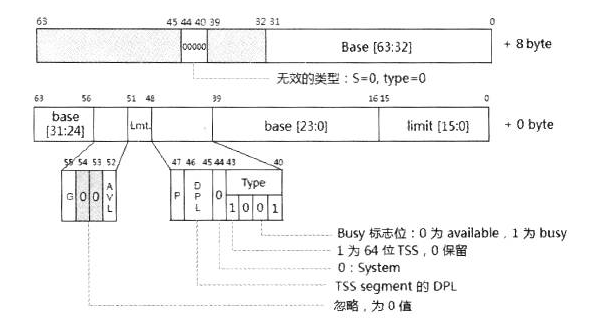 63 45 44 40 39 32 31 0
00000 Base [63:32] + 8 byte
无效的类型：S=0, type=0
63 56 51 48 39 16 15 0
base [31:24] Lmt. base [23:0] limit [15:0] + 0 byte
55 54 53 52 47 46 45 44 43 40
G 0 0 AVL P DPL 0 Type
1 0 0 1
Busy 标志位：0 为 available，1 为 busy
1 为 64 位 TSS，0 保留
0：System
TSS segment 的 DPL
忽略，为 0 值